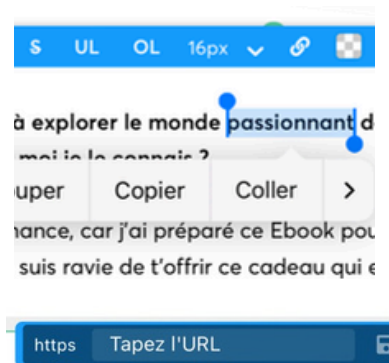 S UL OL 16px
à explorer le monde passionnant d
moi je le connais ?
uper Copier Coller >
nance, car j'ai préparé ce Ebook pou
suis ravie de t'offrir ce cadeau qui e
https Tapez l'URL